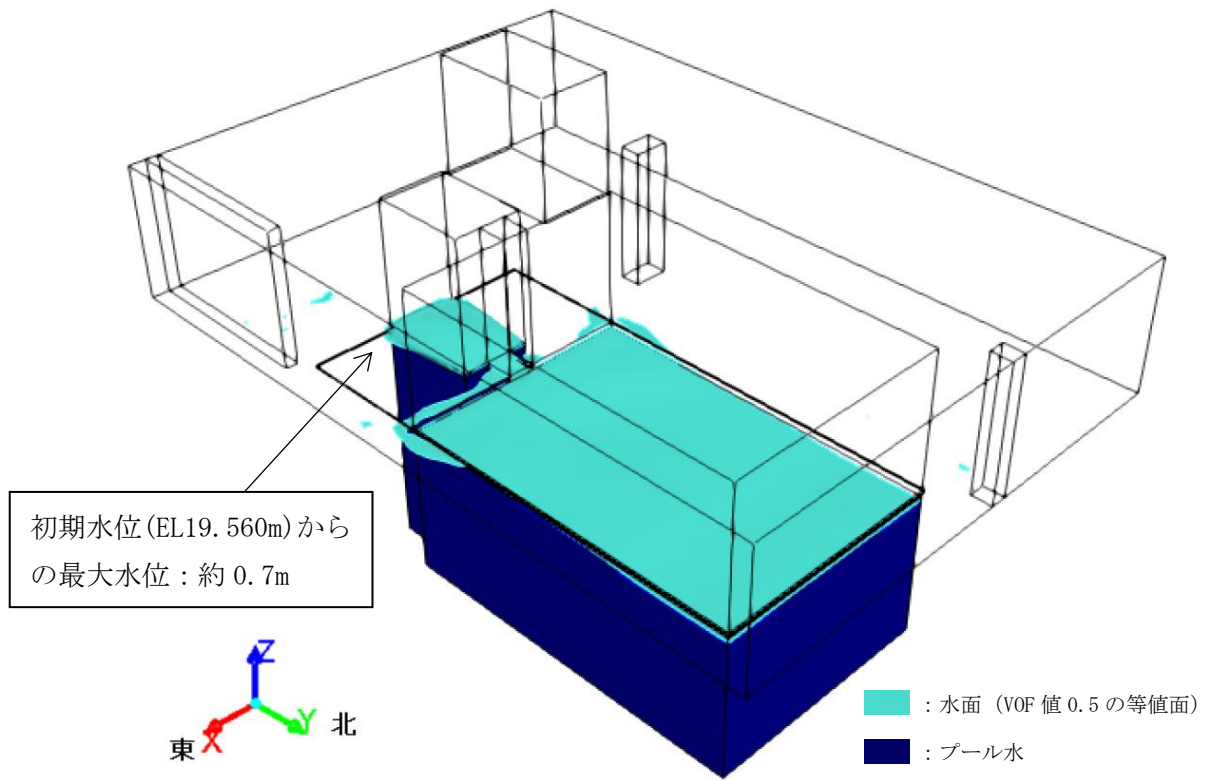 初期水位(EL19.560m)から
の最大水位：約 0.7m
Z
Y
X
東
北
：水面（VOF 値 0.5 の等値面）
：プール水